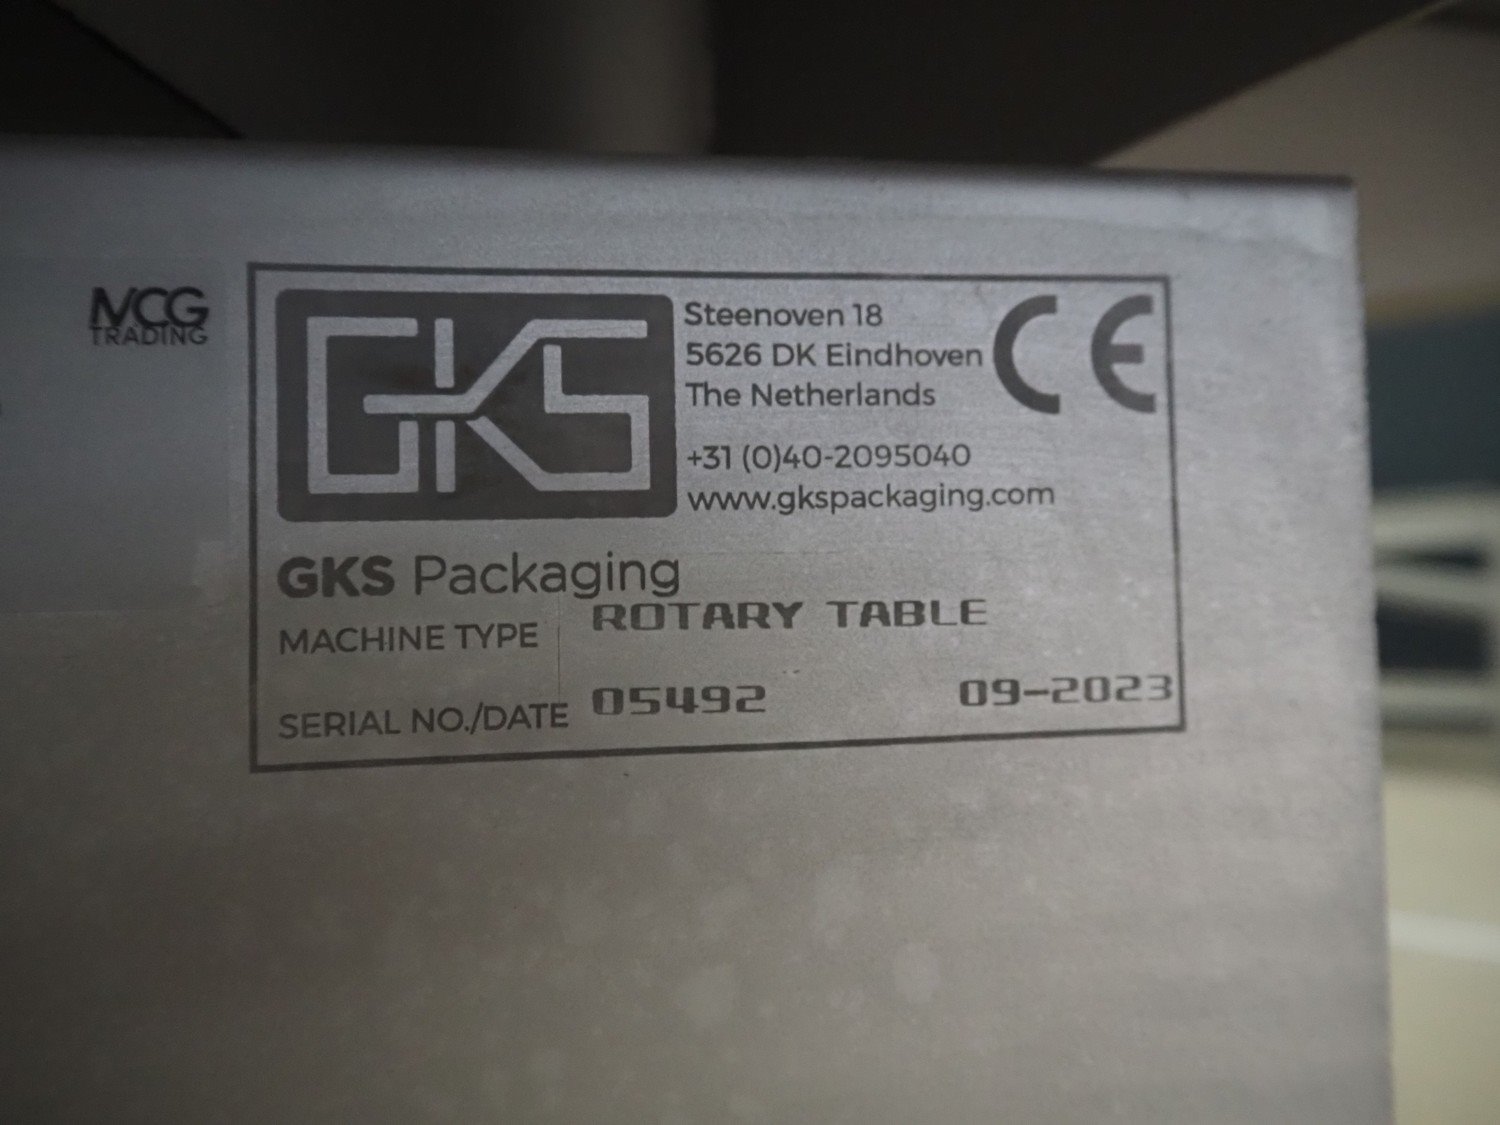 MCG
TRADING
GKS
Steenoven 18
5626 DK Eindhoven
The Netherlands
CE
+31 (0)40-2095040
www.gkspackaging.com
GKS Packaging
MACHINE TYPE ROTARY TABLE
SERIAL NO./DATE 05492 09-2023